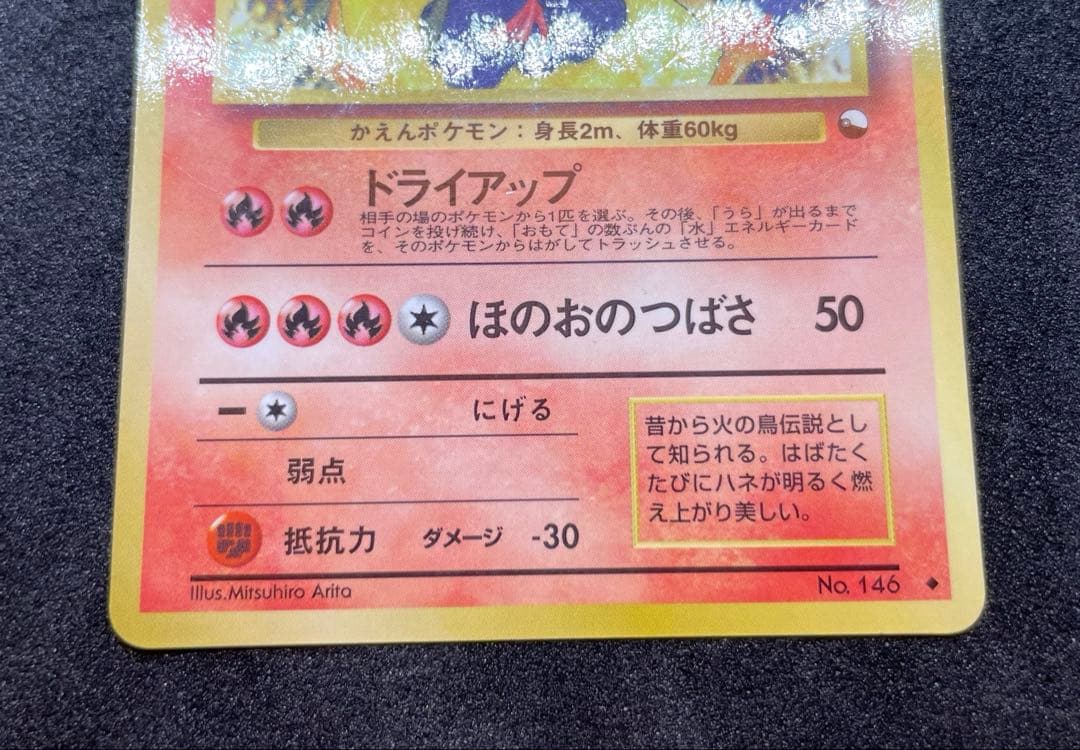 かえんポケモン：身長2m、体重60kg
ドライアップ
相手の場のポケモンから1匹を選ぶ。その後、「うら」が出るまで
コインを投げ続け、「おもて」の数ぶんの「水」エネルギーカード
を、そのポケモンからはがしてトラッシュさせる。
ほのおのつばさ 50
にげる
弱点
抵抗力 ダメージ -30
昔から火の鳥伝説とし
て知られる。はばたく
たびにハネが明るく燃
え上がり美しい。
Illus.Mitsuhiro Arita
No. 146